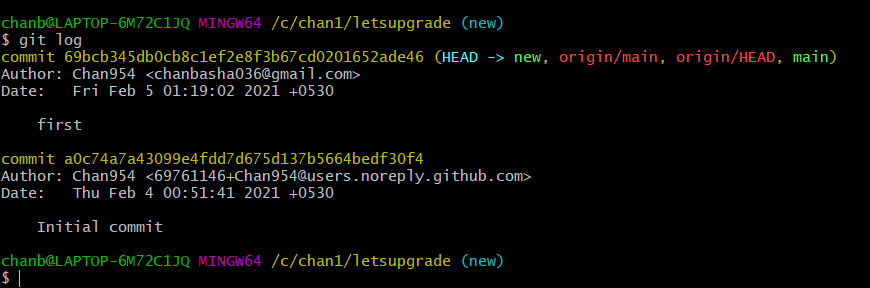 chanb@LAPTOP-6M72C1JQ MINGW64 /c/chan1/letsupgrade (new)
$ git log
commit 69bcb345db0cb8c1ef2e8f3b67cd0201652ade46 (HEAD -> new, origin/main, origin/HEAD, main)
Author: Chan954 <chanbasha036@gmail.com>
Date:   Fri Feb 5 01:19:02 2021 +0530
    first
commit a0c74a7a43099e4fdd7d675d137b5664bedf30f4
Author: Chan954 <69761146+Chan954@users.noreply.github.com>
Date:   Thu Feb 4 00:51:41 2021 +0530
    Initial commit
chanb@LAPTOP-6M72C1JQ MINGW64 /c/chan1/letsupgrade (new)
$